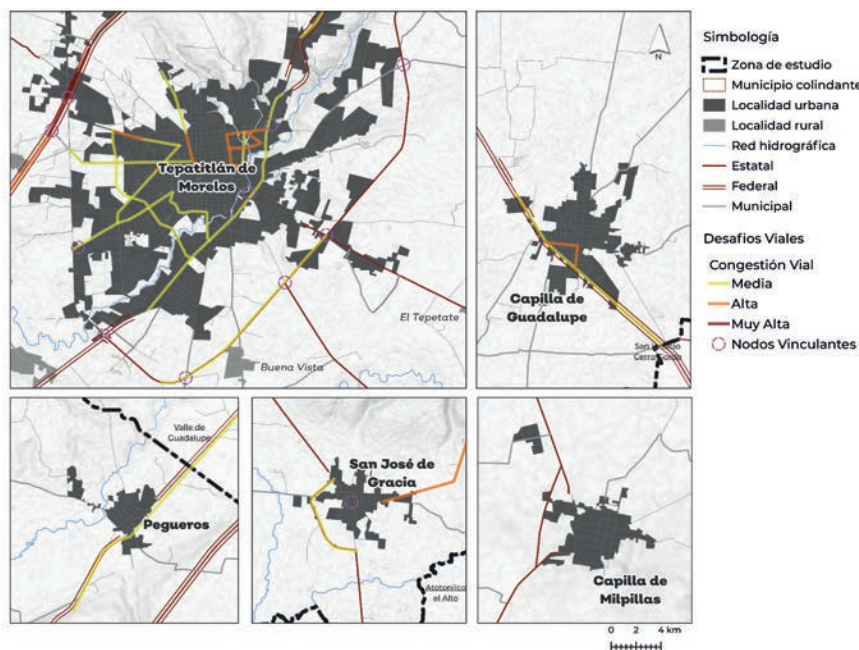 Tepatitlán de
Morelos
El Tepetate
Buena Vista
N
Capilla de
Guadalupe
Cerro Gordo
Simbología
Zona de estudio
Municipio colindante
Localidad urbana
Localidad rural
Red hidrográfica
Estatal
Federal
Municipal
Desafíos Viales
Congestión Vial
Media
Alta
Muy Alta
Nodos Vinculantes
Valle de
Guadalupe
Pegueros
San José de
Gracia
Atotonilco
el Alto
Capilla de
Milpillas
0 2 4 km